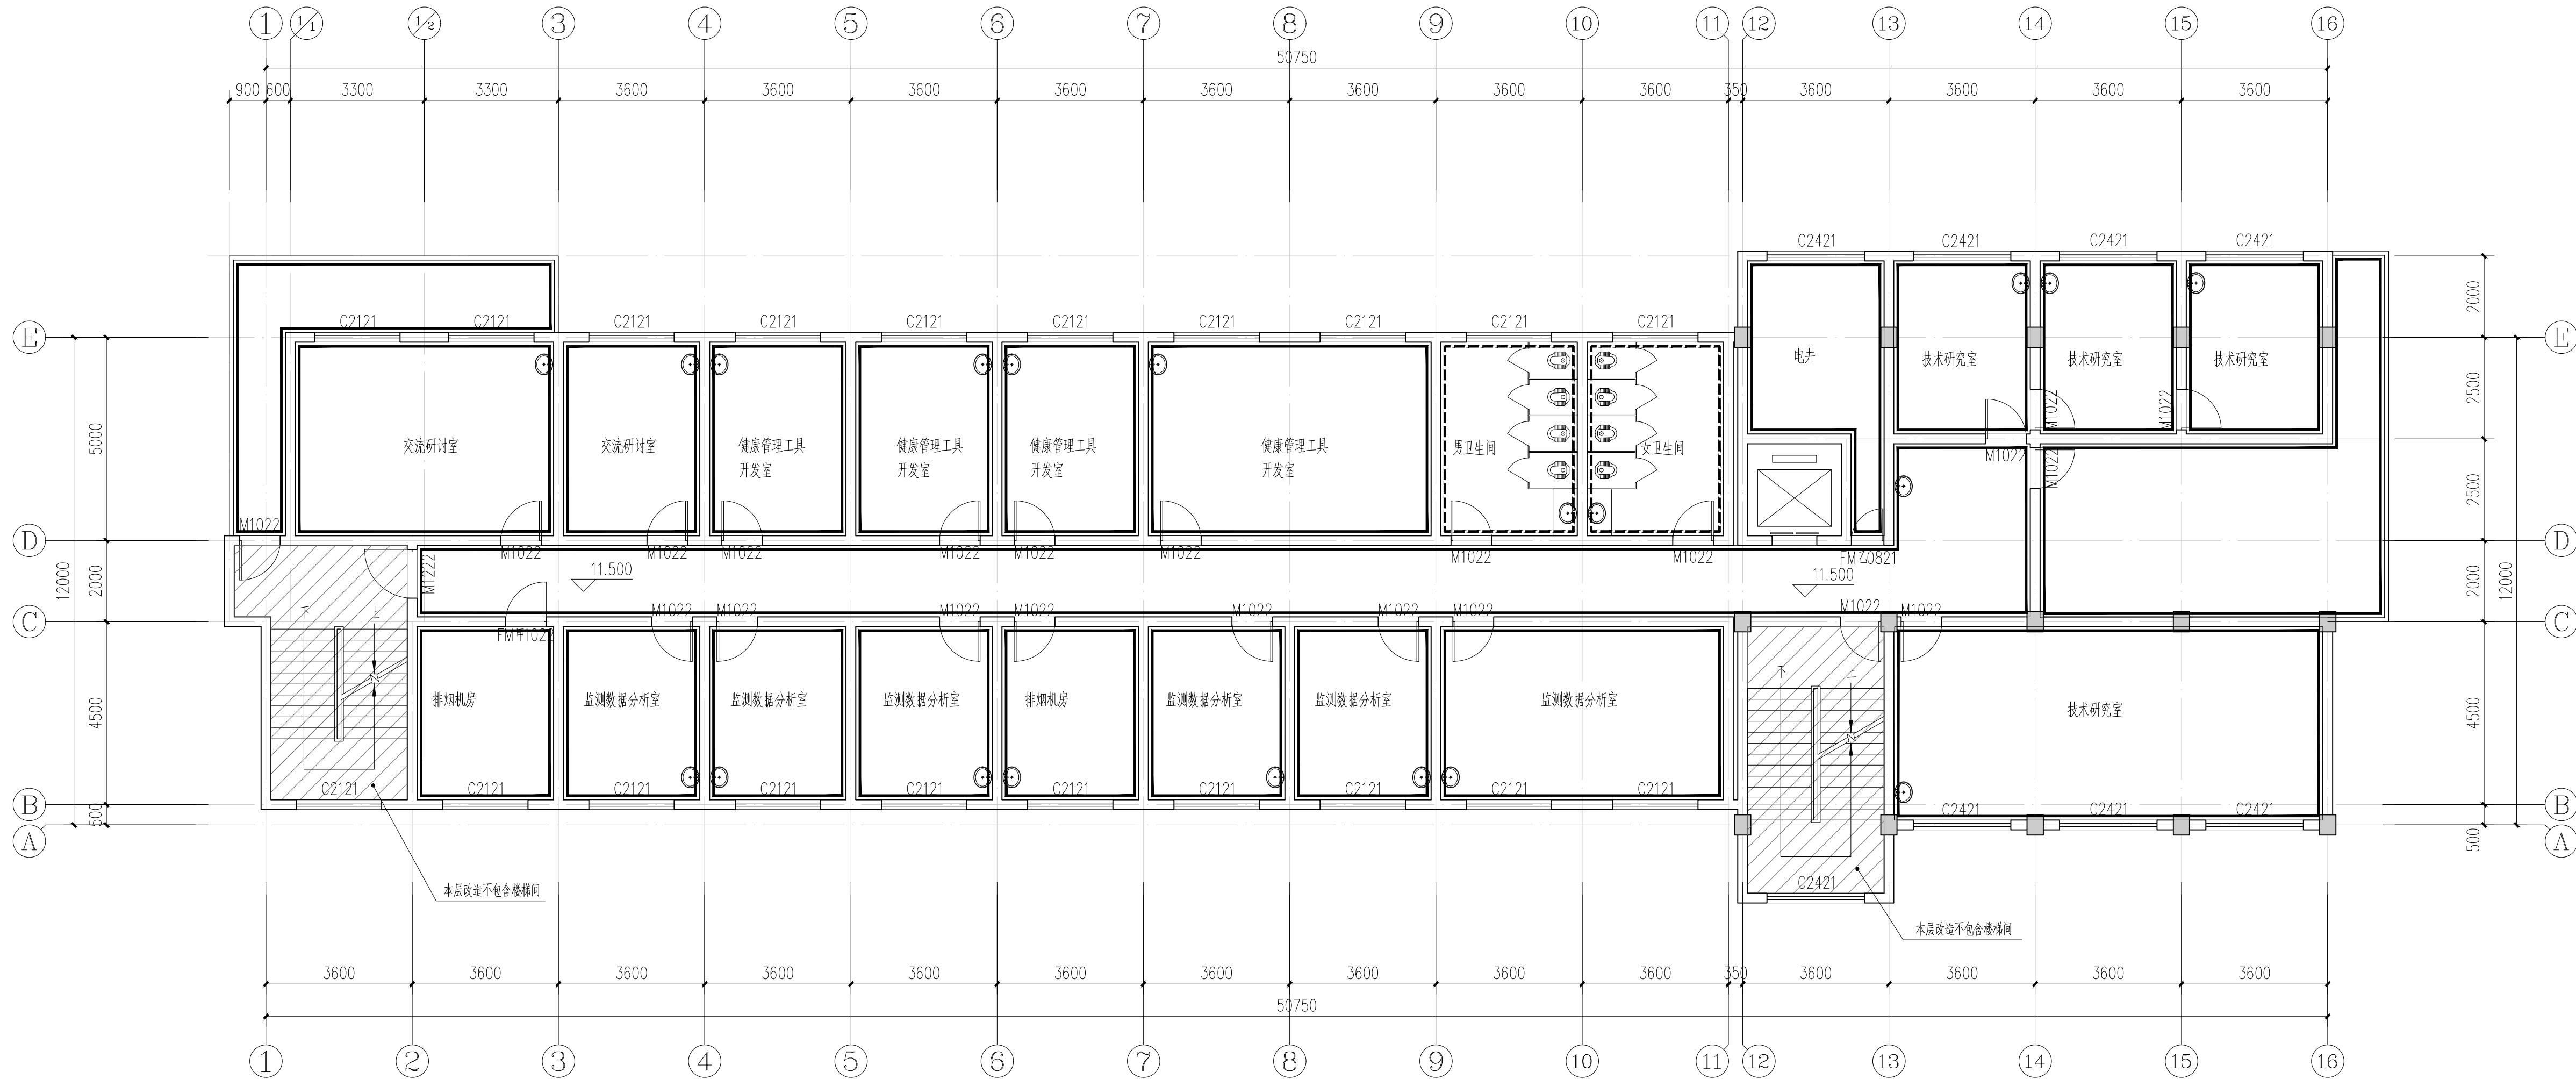 1 1/1 1/2 3 4 5 6 7 8 9 10 11 12 13 14 15 16
50750
900 600 3300 3300 3600 3600 3600 3600 3600 3600 3600 3600 350 3600 3600 3600 3600
C2421 C2421 C2421 C2421
2000
C2121 C2121 C2121 C2121 C2121 C2121 C2121 C2121 C2121 C2121
E E
电井 技术研究室 技术研究室 技术研究室
2500
M1022 M1022
5000
交流研讨室 交流研讨室 健康管理工具 健康管理工具 健康管理工具 健康管理工具 男卫生间 女卫生间
开发室 开发室 开发室 开发室
M1022 M1022
2500
M1022
D D
M1022 M1022 M1022 M1022 M1022 M1022 M1022 M1022 FM乙0821
12000 2000 M1222 11.500 11.500 2000 12000
下 上 M1022 M1022 M1022 M1022 M1022 M1022 M1022 M1022 M1022
C C
FM甲1022
下 上
4500 4500
排烟机房 监测数据分析室 监测数据分析室 监测数据分析室 排烟机房 监测数据分析室 监测数据分析室 监测数据分析室 技术研究室
C2121 C2121 C2121 C2121 C2121 C2121 C2121 C2121 C2121 C2121
B B
C2421 C2421 C2421
500 500
A A
C2421
本层改造不包含楼梯间
本层改造不包含楼梯间
3600 3600 3600 3600 3600 3600 3600 3600 3600 3600 350 3600 3600 3600 3600
50750
1 2 3 4 5 6 7 8 9 10 11 12 13 14 15 16